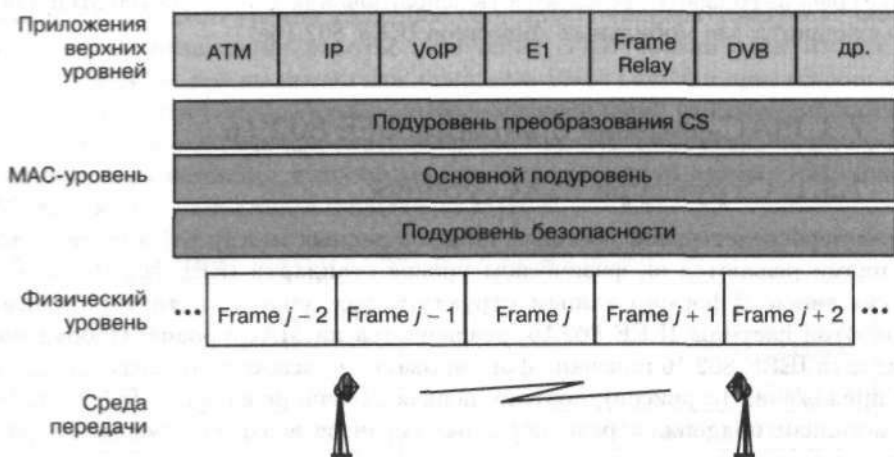 Приложения
верхних
уровней
ATM IP VoIP E1 Frame Relay DVB др.
Подуровень преобразования CS
MAC-уровень Основной подуровень
Подуровень безопасности
Физический
уровень
••• Frame j – 2 Frame j – 1 Frame j Frame j + 1 Frame j + 2 •••
Среда
передачи